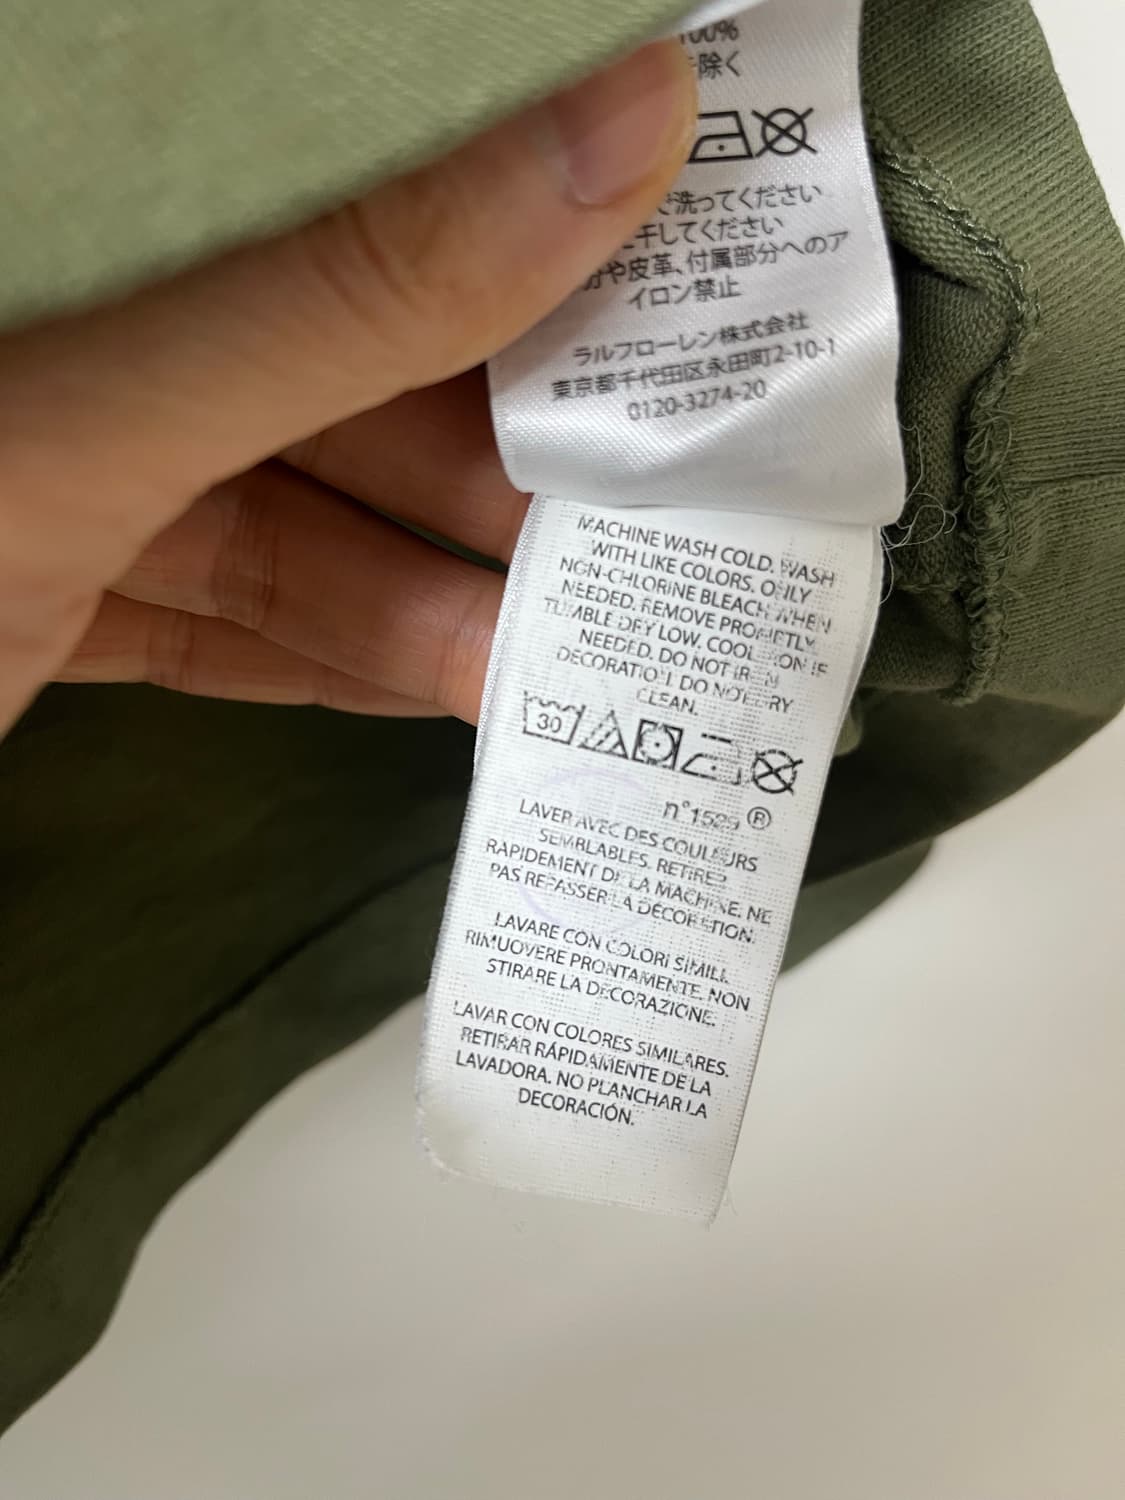 100%
を除く
で洗ってください
に干してください
分や皮革、付属部分へのア
イロン禁止
ラルフローレン株式会社
東京都千代田区永田町2-10-1
0120-3274-20
MACHINE WASH COLD. WASH
WITH LIKE COLORS. ONLY
NON-CHLORINE BLEACH WHEN
NEEDED. REMOVE PROMPTLY
TUMBLE DRY LOW. COOL IRON IF
NEEDED. DO NOT IRON
DECORATION. DO NOT DRY
CLEAN.
30
n°1529 ®
LAVER AVEC DES COULEURS
SEMBLABLES. RETIRER
RAPIDEMENT DE LA MACHINE. NE
PAS REPASSER LA DÉCORATION.
LAVARE CON COLORI SIMILI.
RIMUOVERE PRONTAMENTE. NON
STIRARE LA DECORAZIONE.
LAVAR CON COLORES SIMILARES.
RETIRAR RÁPIDAMENTE DE LA
LAVADORA. NO PLANCHAR LA
DECORACIÓN.